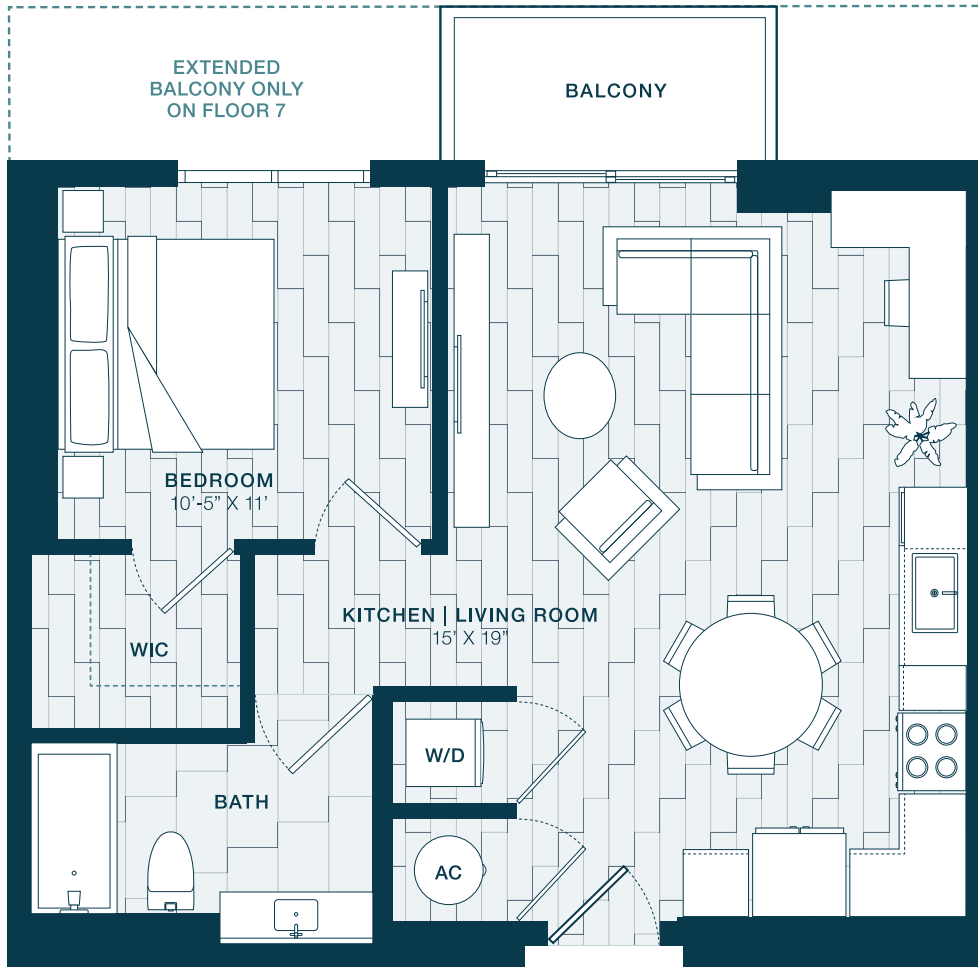 EXTENDED
BALCONY ONLY
ON FLOOR 7
BALCONY
BEDROOM
10'-5” X 11'
KITCHEN | LIVING ROOM
15' X 19”
WIC
W/D
BATH
AC